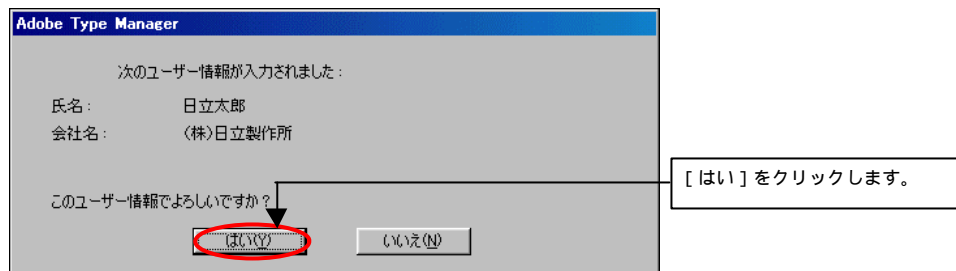 Adobe Type Manager
次のユーザー情報が入力されました：
氏名： 日立太郎
会社名： (株)日立製作所
[はい]をクリックします。
このユーザー情報でよろしいですか？
はい(Y) いいえ(N)